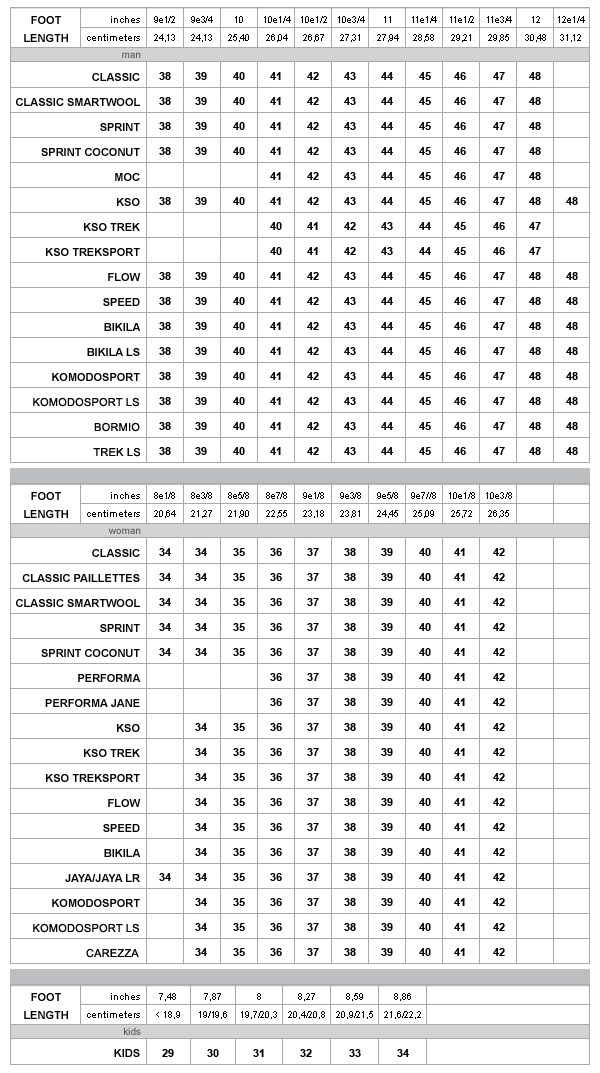 FOOT inches 9e1/2 9e3/4 10 10e1/4 10e1/2 10e3/4 11 11e1/4 11e1/2 11e3/4 12 12e1/4
LENGTH centimeters 24,13 24,13 25,40 26,04 26,67 27,31 27,94 28,58 29,21 29,85 30,48 31,12
man
CLASSIC 38 39 40 41 42 43 44 45 46 47 48
CLASSIC SMARTWOOL 38 39 40 41 42 43 44 45 46 47 48
SPRINT 38 39 40 41 42 43 44 45 46 47 48
SPRINT COCONUT 38 39 40 41 42 43 44 45 46 47 48
MOC 41 42 43 44 45 46 47 48
KSO 38 39 40 41 42 43 44 45 46 47 48 48
KSO TREK 40 41 42 43 44 45 46 47
KSO TREKSPORT 40 41 42 43 44 45 46 47
FLOW 38 39 40 41 42 43 44 45 46 47 48 48
SPEED 38 39 40 41 42 43 44 45 46 47 48 48
BIKILA 38 39 40 41 42 43 44 45 46 47 48 48
BIKILA LS 38 39 40 41 42 43 44 45 46 47 48 48
KOMODOSPORT 38 39 40 41 42 43 44 45 46 47 48 48
KOMODOSPORT LS 38 39 40 41 42 43 44 45 46 47 48 48
BORMIO 38 39 40 41 42 43 44 45 46 47 48 48
TREK LS 38 39 40 41 42 43 44 45 46 47 48 48
FOOT inches 8e1/8 8e3/8 8e5/8 8e7/8 9e1/8 9e3/8 9e5/8 9e7//8 10e1/8 10e3/8
LENGTH centimeters 20,64 21,27 21,90 22,55 23,18 23,81 24,45 25,09 25,72 26,35
woman
CLASSIC 34 34 35 36 37 38 39 40 41 42
CLASSIC PAILLETTES 34 34 35 36 37 38 39 40 41 42
CLASSIC SMARTWOOL 34 34 35 36 37 38 39 40 41 42
SPRINT 34 34 35 36 37 38 39 40 41 42
SPRINT COCONUT 34 34 35 36 37 38 39 40 41 42
PERFORMA 36 37 38 39 40 41 42
PERFORMA JANE 36 37 38 39 40 41 42
KSO 34 35 36 37 38 39 40 41 42
KSO TREK 34 35 36 37 38 39 40 41 42
KSO TREKSPORT 34 35 36 37 38 39 40 41 42
FLOW 34 35 36 37 38 39 40 41 42
SPEED 34 35 36 37 38 39 40 41 42
BIKILA 34 35 36 37 38 39 40 41 42
JAYA/JAYA LR 34 34 35 36 37 38 39 40 41 42
KOMODOSPORT 34 35 36 37 38 39 40 41 42
KOMODOSPORT LS 34 35 36 37 38 39 40 41 42
CAREZZA 34 35 36 37 38 39 40 41 42
FOOT inches 7,48 7,87 8 8,27 8,59 8,86
LENGTH centimeters < 18,9 19/19,6 19,7/20,3 20,4/20,8 20,9/21,5 21,6/22,2
kids
KIDS 29 30 31 32 33 34